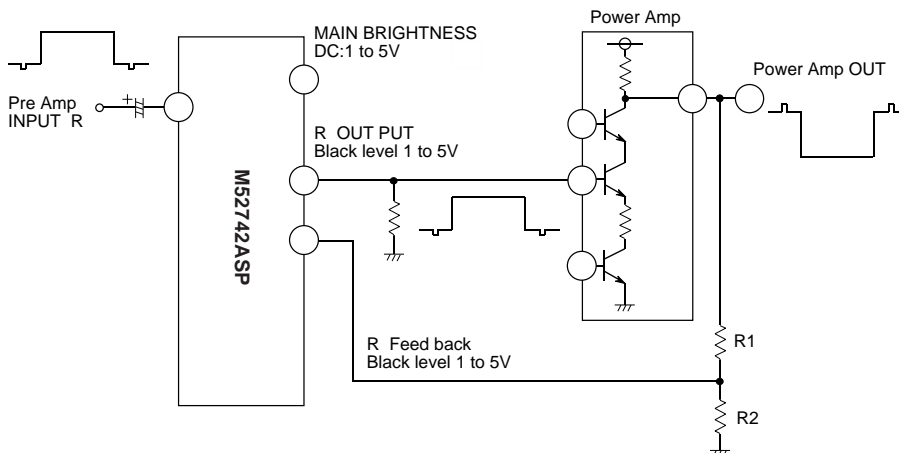 Power Amp
MAIN BRIGHTNESS
DC:1 to 5V
Power Amp OUT
Pre Amp
INPUT R
+
R OUT PUT
Black level 1 to 5V
M52742ASP
R Feed back
Black level 1 to 5V
R1
R2